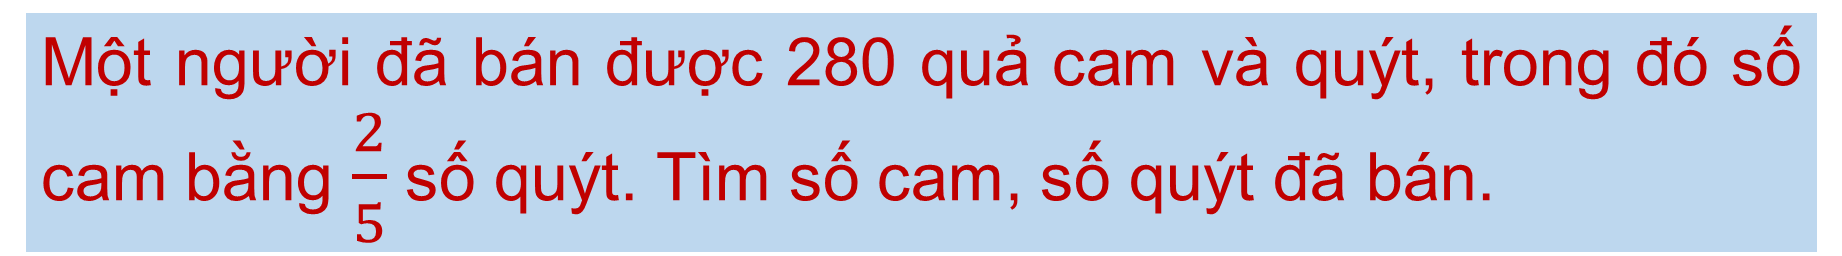 Một người đã bán được 280 quả cam và quýt, trong đó số
cam bằng 2/5 số quýt. Tìm số cam, số quýt đã bán.